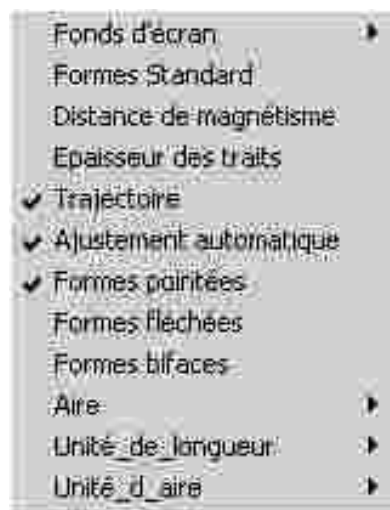 Fonds d'écran
Formes Standard
Distance de magnétisme
Epaisseur des traits
Trajectoire
Ajustement automatique
Formes pointées
Formes fléchées
Formes bifaces
Aire
Unité_de_longueur
Unité_d_aire